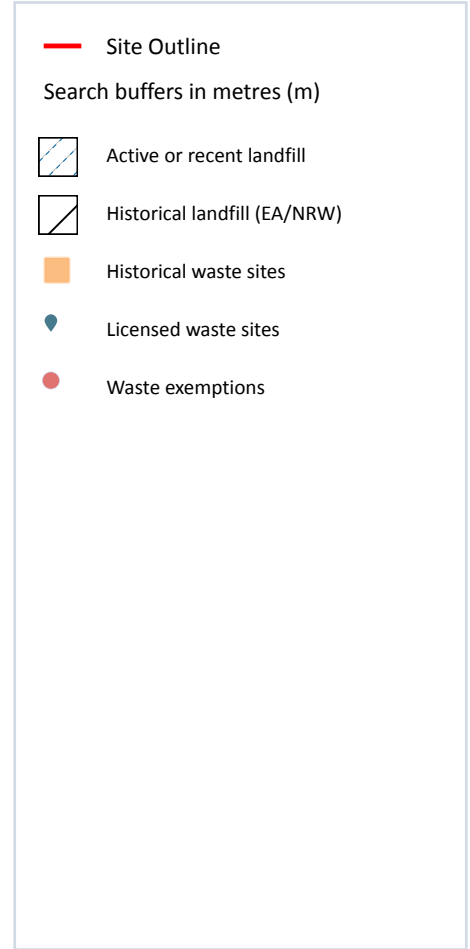 Site Outline
Search buffers in metres (m)
Active or recent landfill
Historical landfill (EA/NRW)
Historical waste sites
Licensed waste sites
Waste exemptions